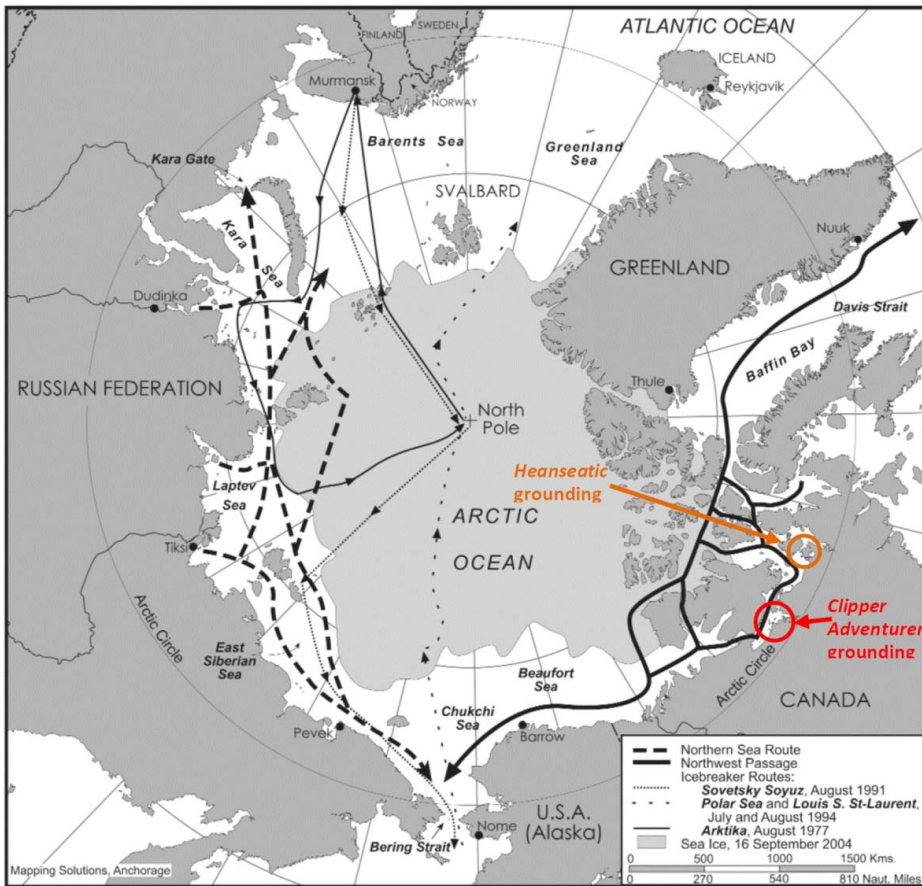 ATLANTIC OCEAN
SWEDEN
FINLAND
ICELAND
Murmansk
Reykjavik
NORWAY
Barents Sea
Greenland
Sea
Kara Gate
SVALBARD
Nuuk
Kara Sea
GREENLAND
Dudinka
Davis Strait
Baffin Bay
RUSSIAN FEDERATION
Thule
North
Pole
Heanseatic
grounding
Laptev
Sea
ARCTIC
OCEAN
Tiksi
Clipper
Adventurer
grounding
Arctic Circle
East
Siberian
Sea
Arctic Circle
Beaufort
Sea
CANADA
Chukchi
Sea
Pevek
Barrow
U.S.A.
(Alaska)
Nome
Bering Strait
Mapping Solutions, Anchorage
Northern Sea Route
Northwest Passage
Icebreaker Routes:
Sovetsky Soyuz, August 1991
Polar Sea and Louis S. St-Laurent,
July and August 1994
Arktika, August 1977
Sea Ice, 16 September 2004
0 500 1000 1500 Kms.
0 270 540 810 Naut. Miles